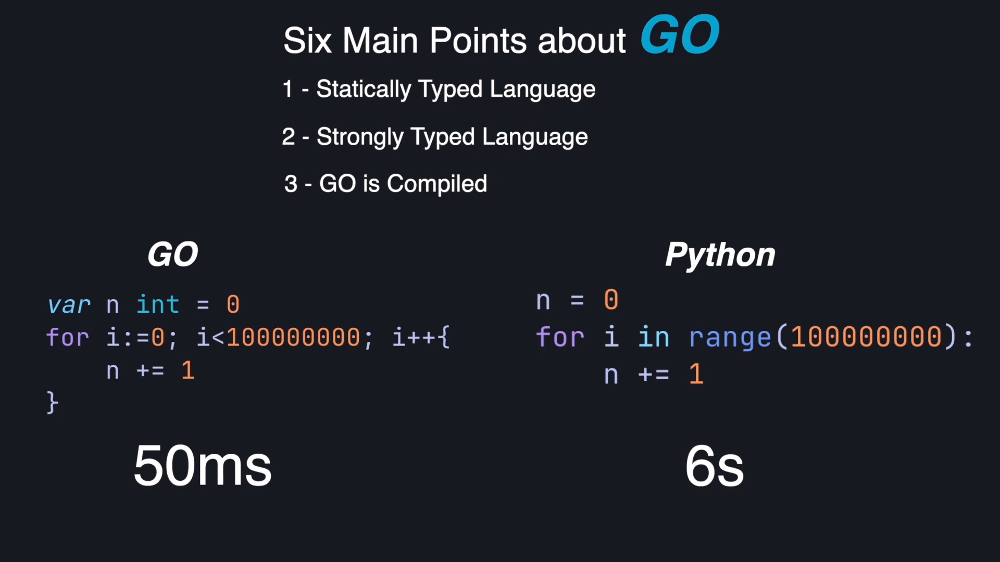 Six Main Points about GO
1 - Statically Typed Language
2 - Strongly Typed Language
3 - GO is Compiled
GO
var n int = 0
for i:=0; i<100000000; i++{
    n += 1
}
50ms
Python
n = 0
for i in range(100000000):
    n += 1
6s